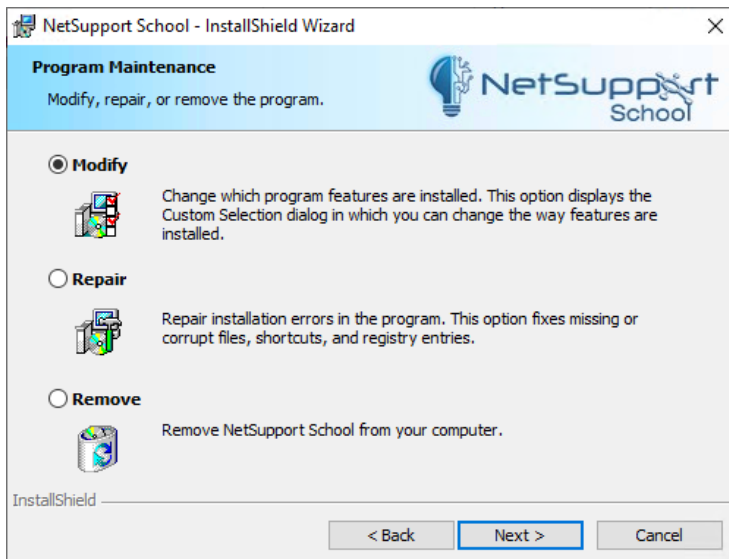 NetSupport School - InstallShield Wizard
Program Maintenance
Modify, repair, or remove the program.
NetSupport
School
Modify
Change which program features are installed. This option displays the
Custom Selection dialog in which you can change the way features are
installed.
Repair
Repair installation errors in the program. This option fixes missing or
corrupt files, shortcuts, and registry entries.
Remove
Remove NetSupport School from your computer.
InstallShield
< Back
Next >
Cancel